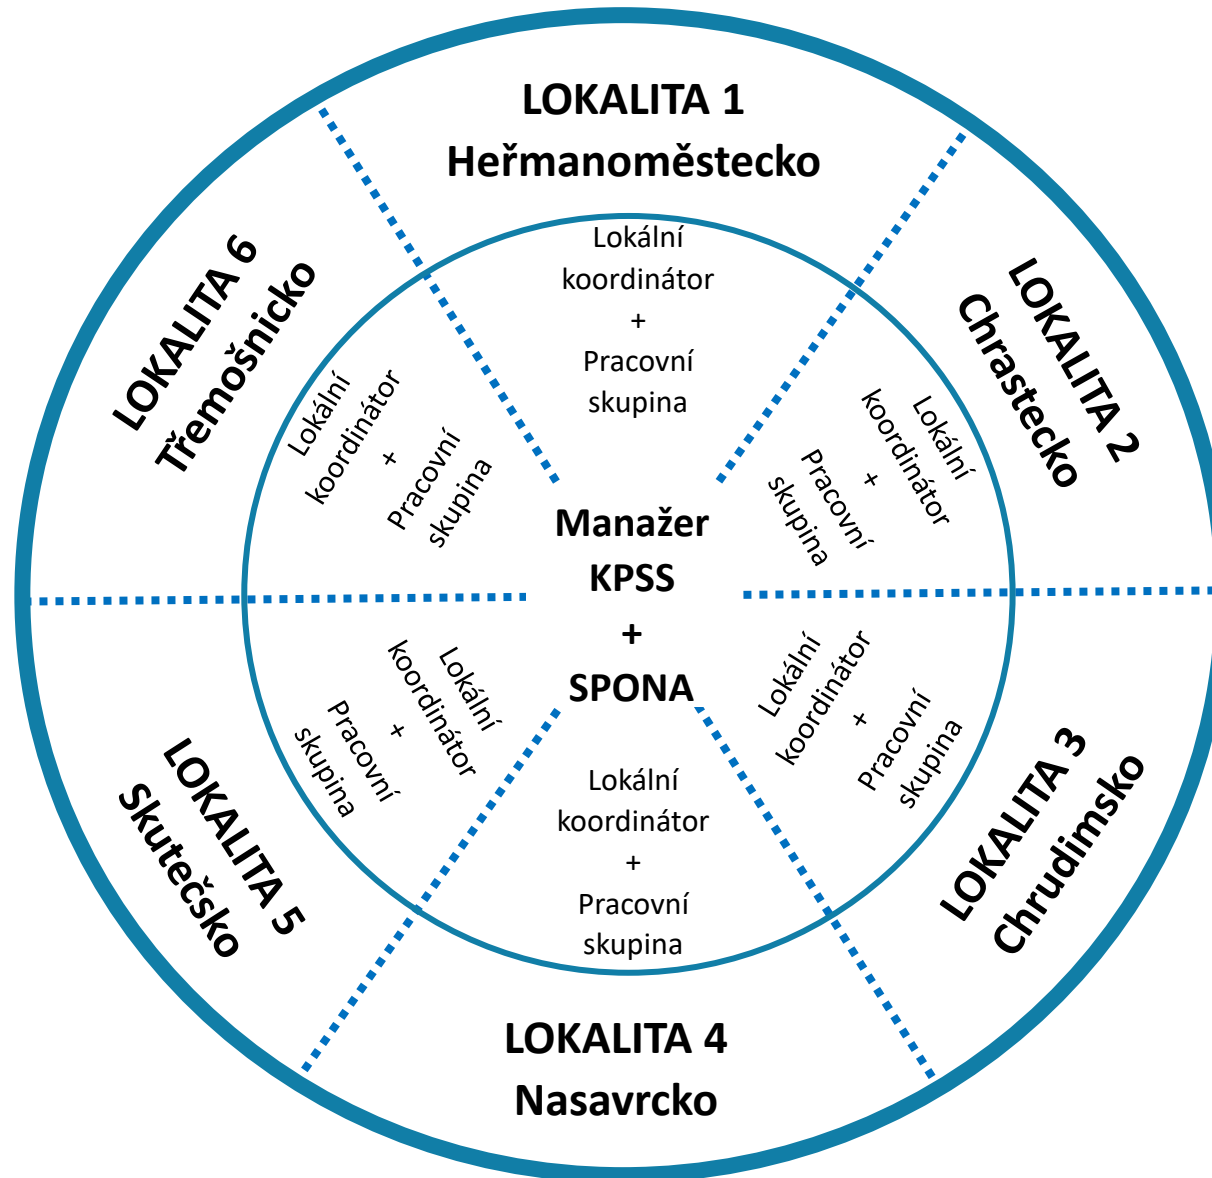 LOKALITA 1
Heřmanoměstecko
Lokální
koordinátor
+
Pracovní
skupina
LOKALITA 2
Chrastecko
Lokální
koordinátor
+
Pracovní
skupina
LOKALITA 3
Chrudimsko
Lokální
koordinátor
+
Pracovní
skupina
LOKALITA 4
Nasavrcko
Lokální
koordinátor
+
Pracovní
skupina
LOKALITA 5
Skutečsko
Lokální
koordinátor
+
Pracovní
skupina
LOKALITA 6
Třemošnicko
Lokální
koordinátor
+
Pracovní
skupina
Manažer
KPSS
+
SPONA